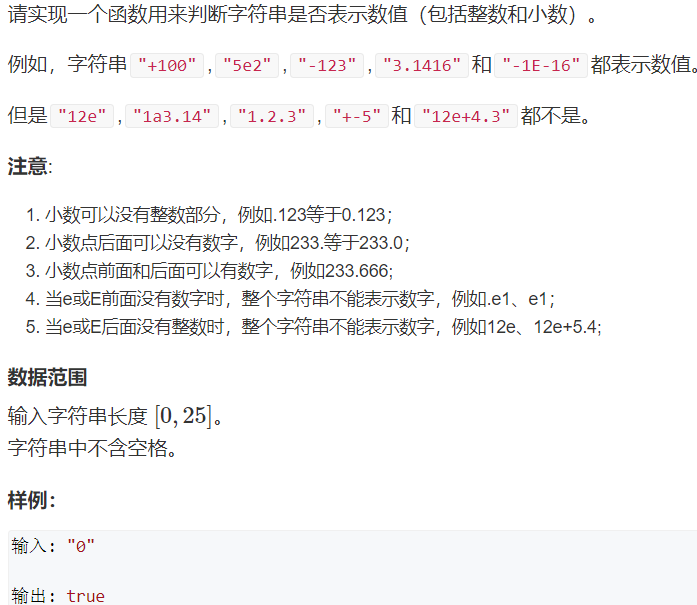 请实现一个函数用来判断字符串是否表示数值（包括整数和小数）。
例如，字符串"+100","5e2","-123","3.1416"和"-1E-16"都表示数值。
但是"12e","1a3.14","1.2.3","+-5"和"12e+4.3"都不是。
注意:
1. 小数可以没有整数部分，例如.123等于0.123；
2. 小数点后面可以没有数字，例如233.等于233.0；
3. 小数点前面和后面可以有数字，例如233.666;
4. 当e或E前面没有数字时，整个字符串不能表示数字，例如.e1、e1；
5. 当e或E后面没有整数时，整个字符串不能表示数字，例如12e、12e+5.4;
数据范围
输入字符串长度 [0,25]。
字符串中不含空格。
样例：
输入: "0"
输出: true